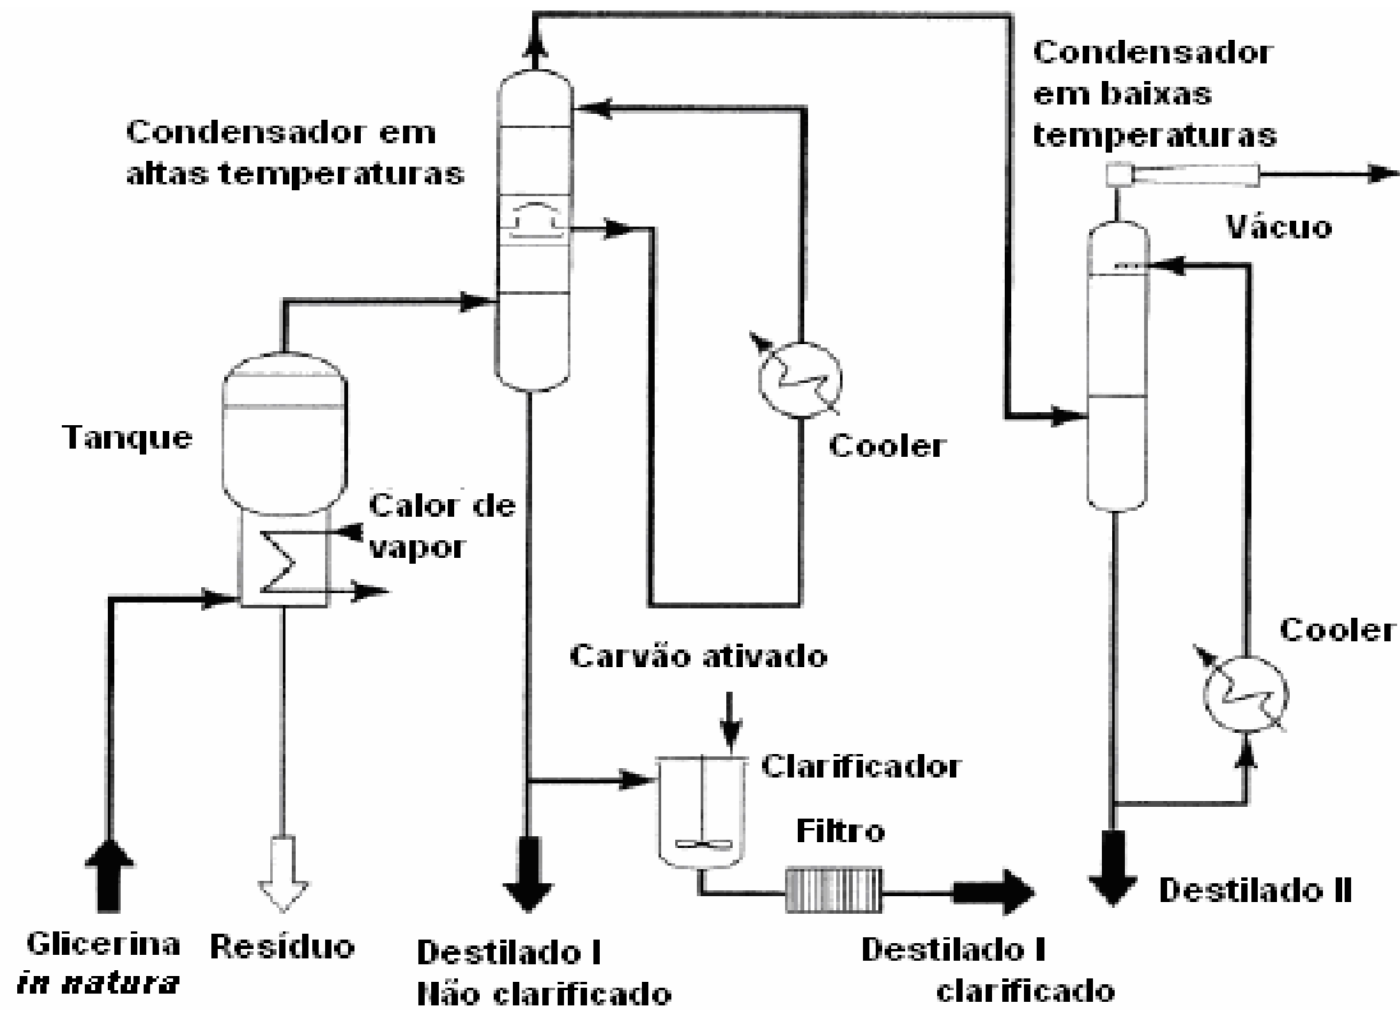 Condensador em
altas temperaturas
Condensador
em baixas
temperaturas
Vácuo
Tanque
Cooler
Calor de
vapor
Cooler
Carvão ativado
Clarificador
Filtro
Destilado II
Glicerina
in natura
Resíduo
Destilado I
Não clarificado
Destilado I
clarificado